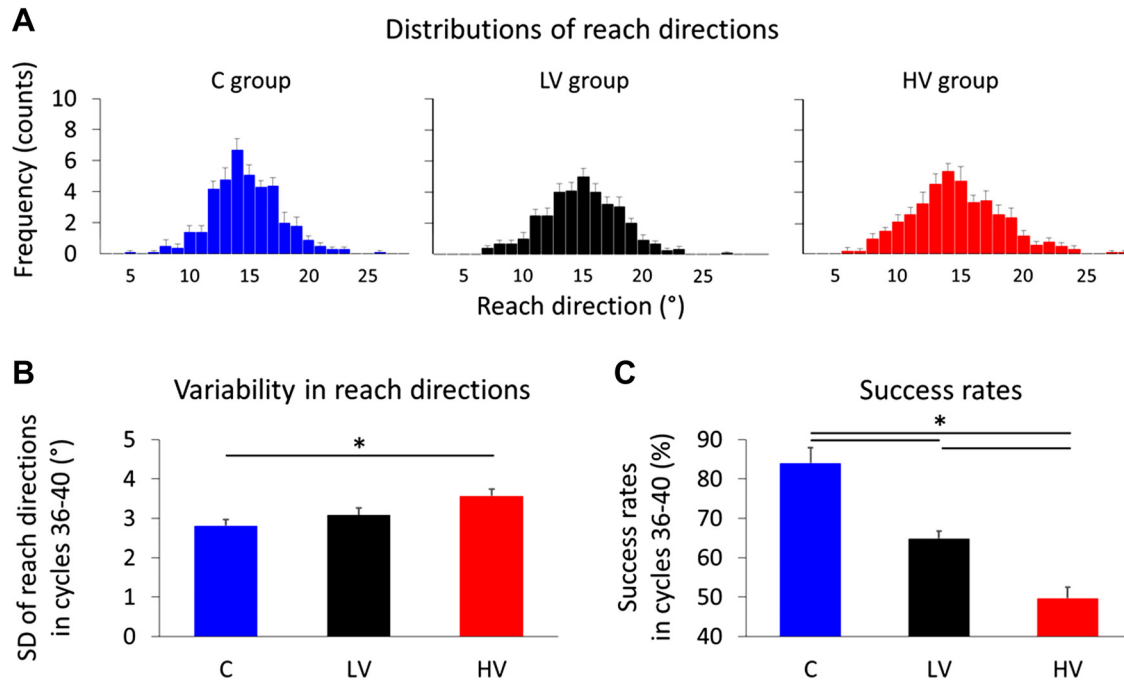 A
Distributions of reach directions
C group
LV group
HV group
Frequency (counts)
10
8
6
4
2
0
5 10 15 20 25
5 10 15 20 25
5 10 15 20 25
Reach direction (°)
B
Variability in reach directions
SD of reach directions
in cycles 36-40 (°)
5
4
3
2
1
0
*
C LV HV
C
Success rates
Success rates
in cycles 36-40 (%)
90
80
70
60
50
40
*
C LV HV